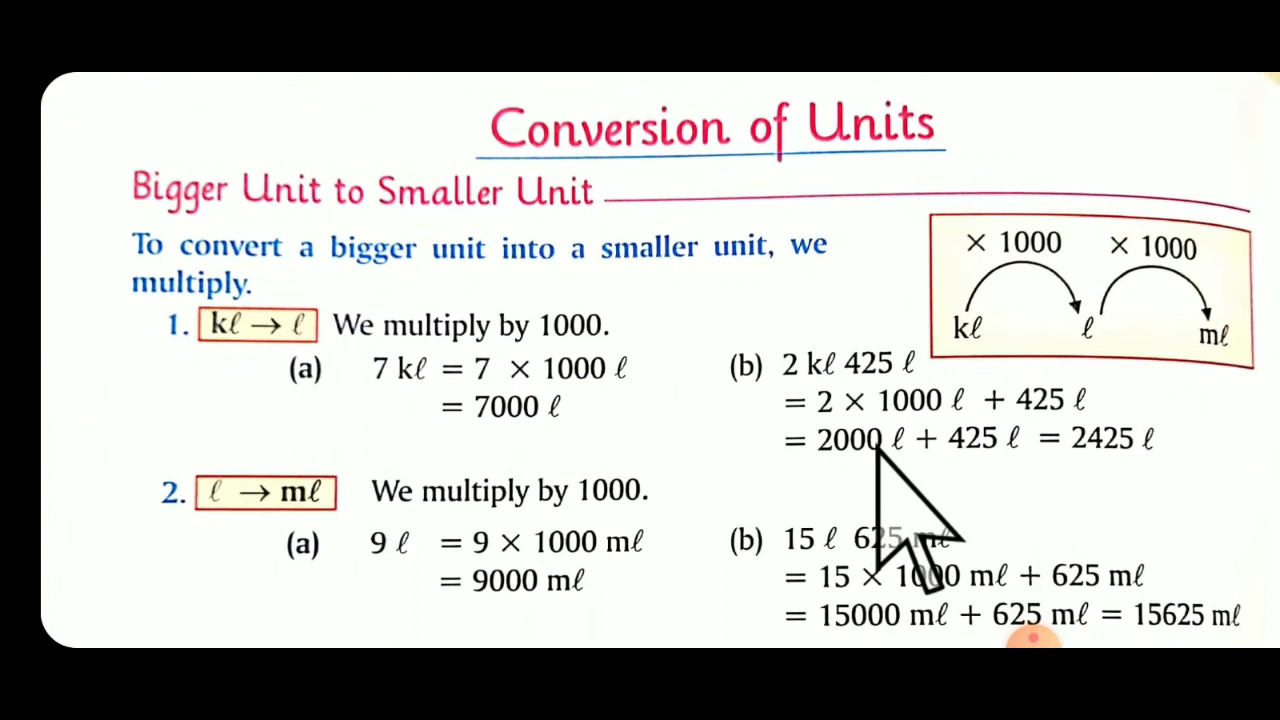 Conversion of Units
Bigger Unit to Smaller Unit
To convert a bigger unit into a smaller unit, we
multiply.
× 1000 × 1000
kℓ ℓ mℓ
1. kℓ → ℓ We multiply by 1000.
(a) 7 kℓ = 7 × 1000 ℓ
= 7000 ℓ
(b) 2 kℓ 425 ℓ
= 2 × 1000 ℓ + 425 ℓ
= 2000 ℓ + 425 ℓ = 2425 ℓ
2. ℓ → mℓ We multiply by 1000.
(a) 9 ℓ = 9 × 1000 mℓ
= 9000 mℓ
(b) 15 ℓ 625 mℓ
= 15 × 1000 mℓ + 625 mℓ
= 15000 mℓ + 625 mℓ = 15625 mℓ